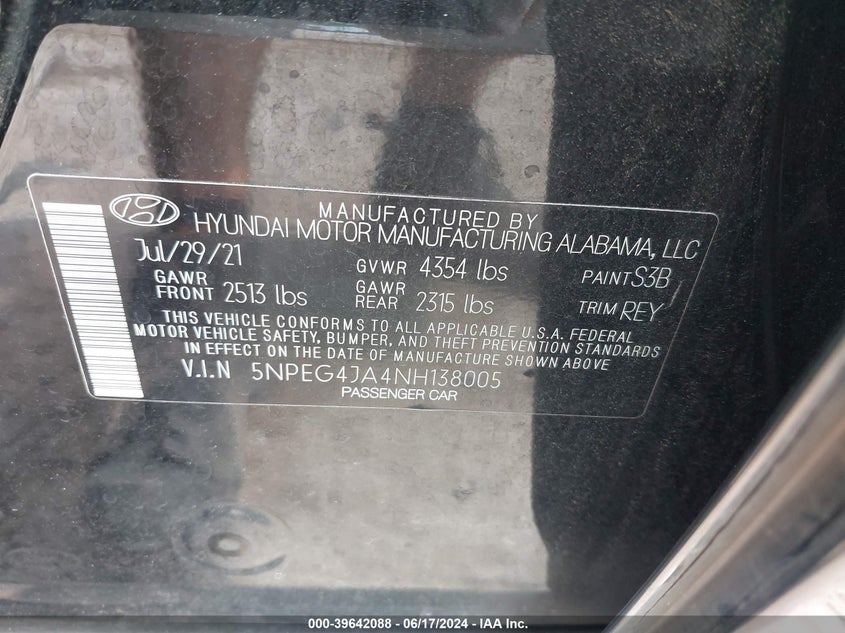 MANUFACTURED BY
HYUNDAI MOTOR MANUFACTURING ALABAMA, LLC
Jul/29/21 GVWR 4354 lbs PAINT S3B
GAWR FRONT 2513 lbs GAWR REAR 2315 lbs TRIM REY
THIS VEHICLE CONFORMS TO ALL APPLICABLE U.S.A. FEDERAL
MOTOR VEHICLE SAFETY, BUMPER, AND THEFT PREVENTION STANDARDS
IN EFFECT ON THE DATE OF MANUFACTURE SHOWN ABOVE
V.I.N 5NPEG4JA4NH138005
PASSENGER CAR
000-39642088 - 06/17/2024 - IAA Inc.